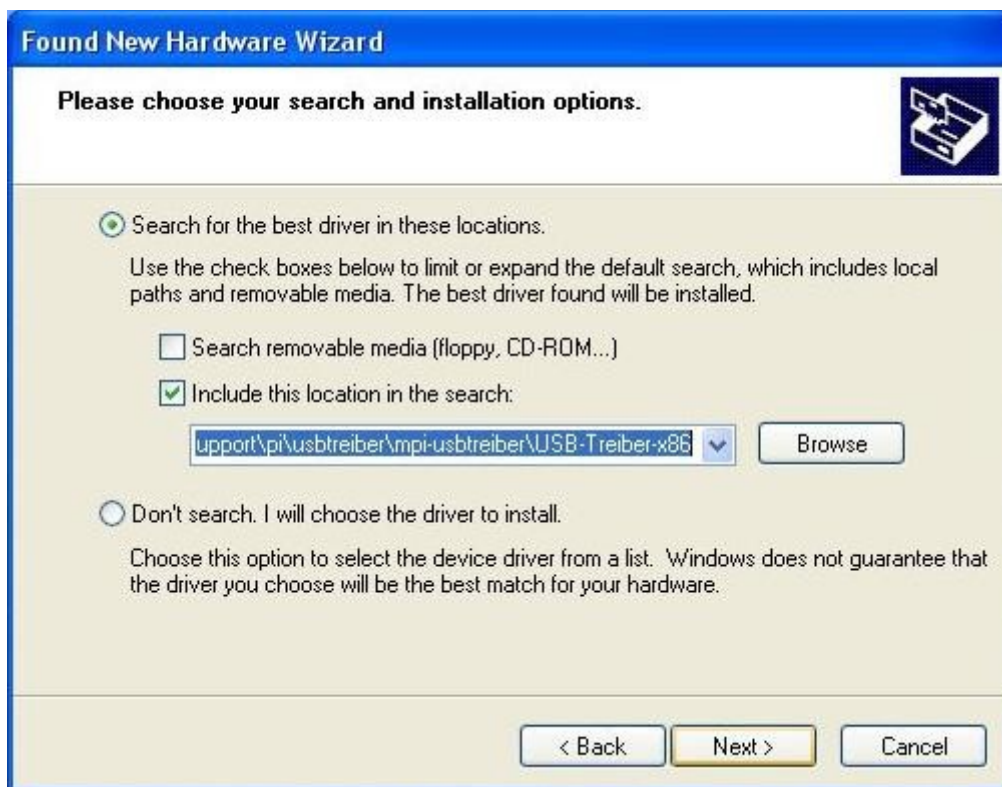 Found New Hardware Wizard
Please choose your search and installation options.
Search for the best driver in these locations.
Use the check boxes below to limit or expand the default search, which includes local
paths and removable media. The best driver found will be installed.
Search removable media (floppy, CD-ROM...)
Include this location in the search:
upport\pi\usbtreiber\mpi-usbtreiber\USB-Treiber-x86
Browse
Don't search. I will choose the driver to install.
Choose this option to select the device driver from a list. Windows does not guarantee that
the driver you choose will be the best match for your hardware.
< Back Next > Cancel